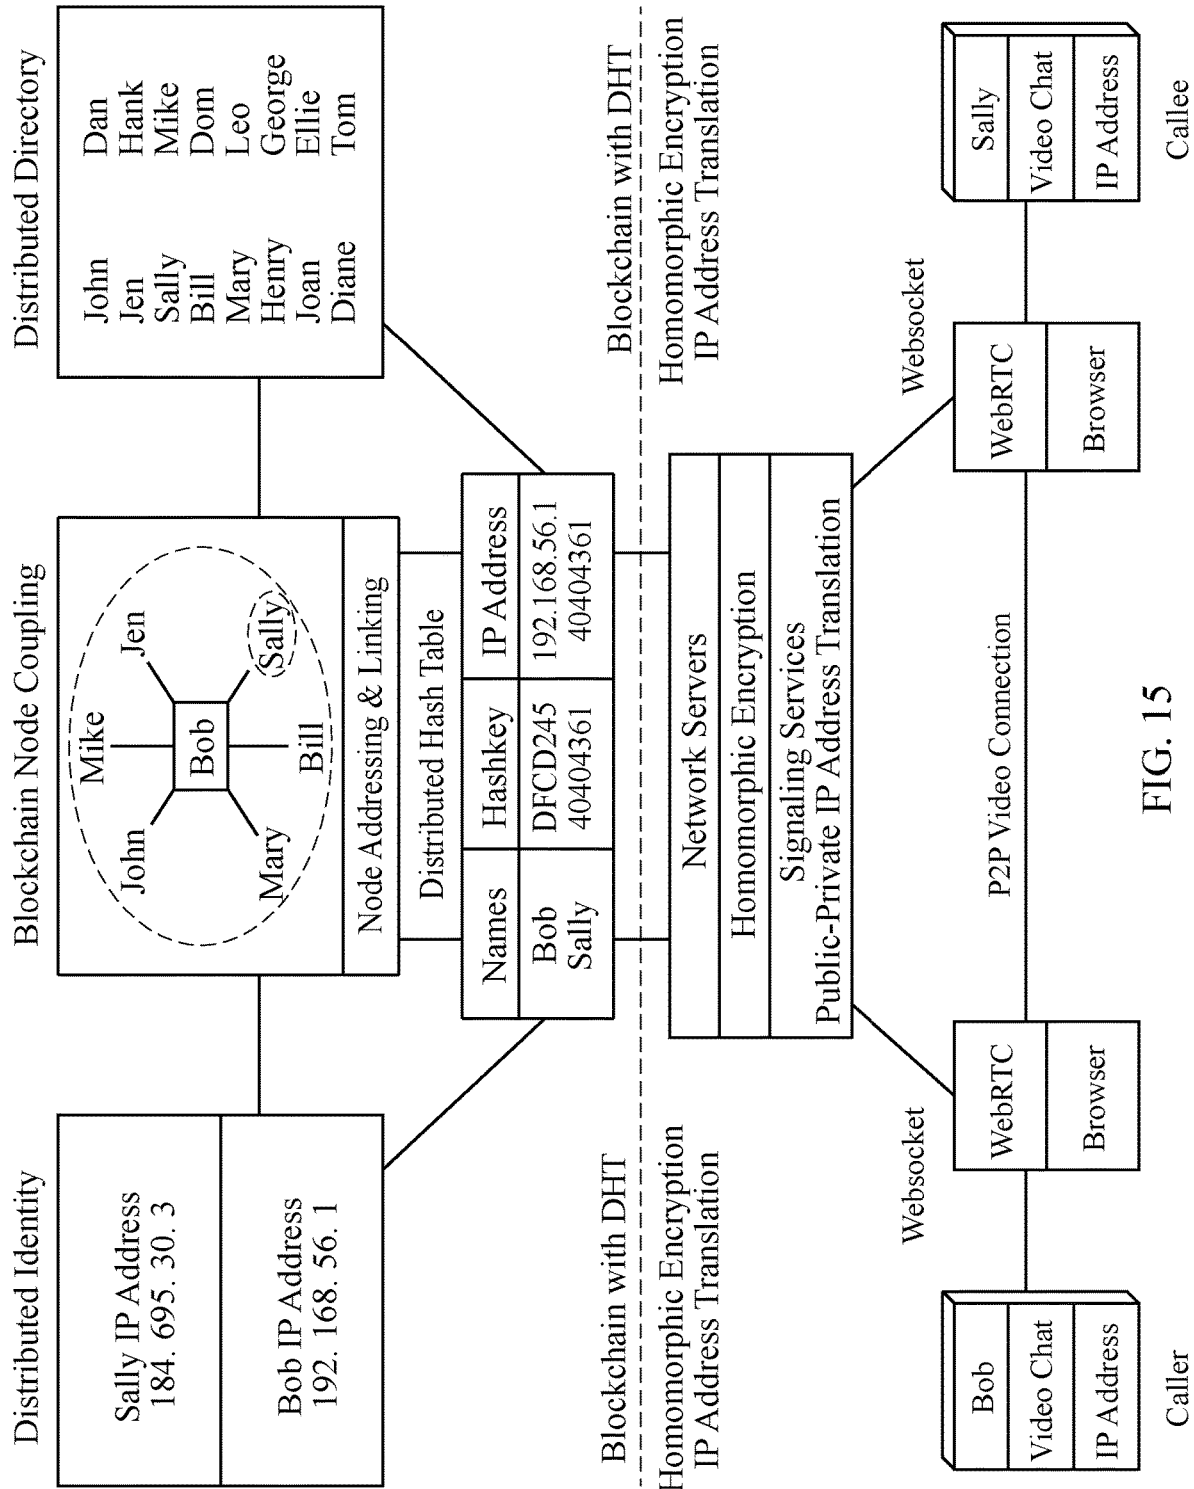 Distributed Identity
Sally IP Address
184. 695. 30. 3
Bob IP Address
192. 168. 56. 1
Blockchain Node Coupling
Mike
John
Jen
Bob
Mary
Sally
Bill
Node Addressing & Linking
Distributed Directory
John
Jen
Sally
Bill
Mary
Henry
Joan
Diane
Dan
Hank
Mike
Dom
Leo
George
Ellie
Tom
Distributed Hash Table
Names
Hashkey
IP Address
Bob
Sally
DFCD245
40404361
192.168.56.1
40404361
Blockchain with DHT
Blockchain with DHT
Homomorphic Encryption
IP Address Translation
Homomorphic Encryption
IP Address Translation
Network Servers
Homomorphic Encryption
Signaling Services
Public-Private IP Address Translation
Websocket
Websocket
Bob
Video Chat
IP Address
Caller
WebRTC
Browser
P2P Video Connection
WebRTC
Browser
Sally
Video Chat
IP Address
Callee
FIG. 15